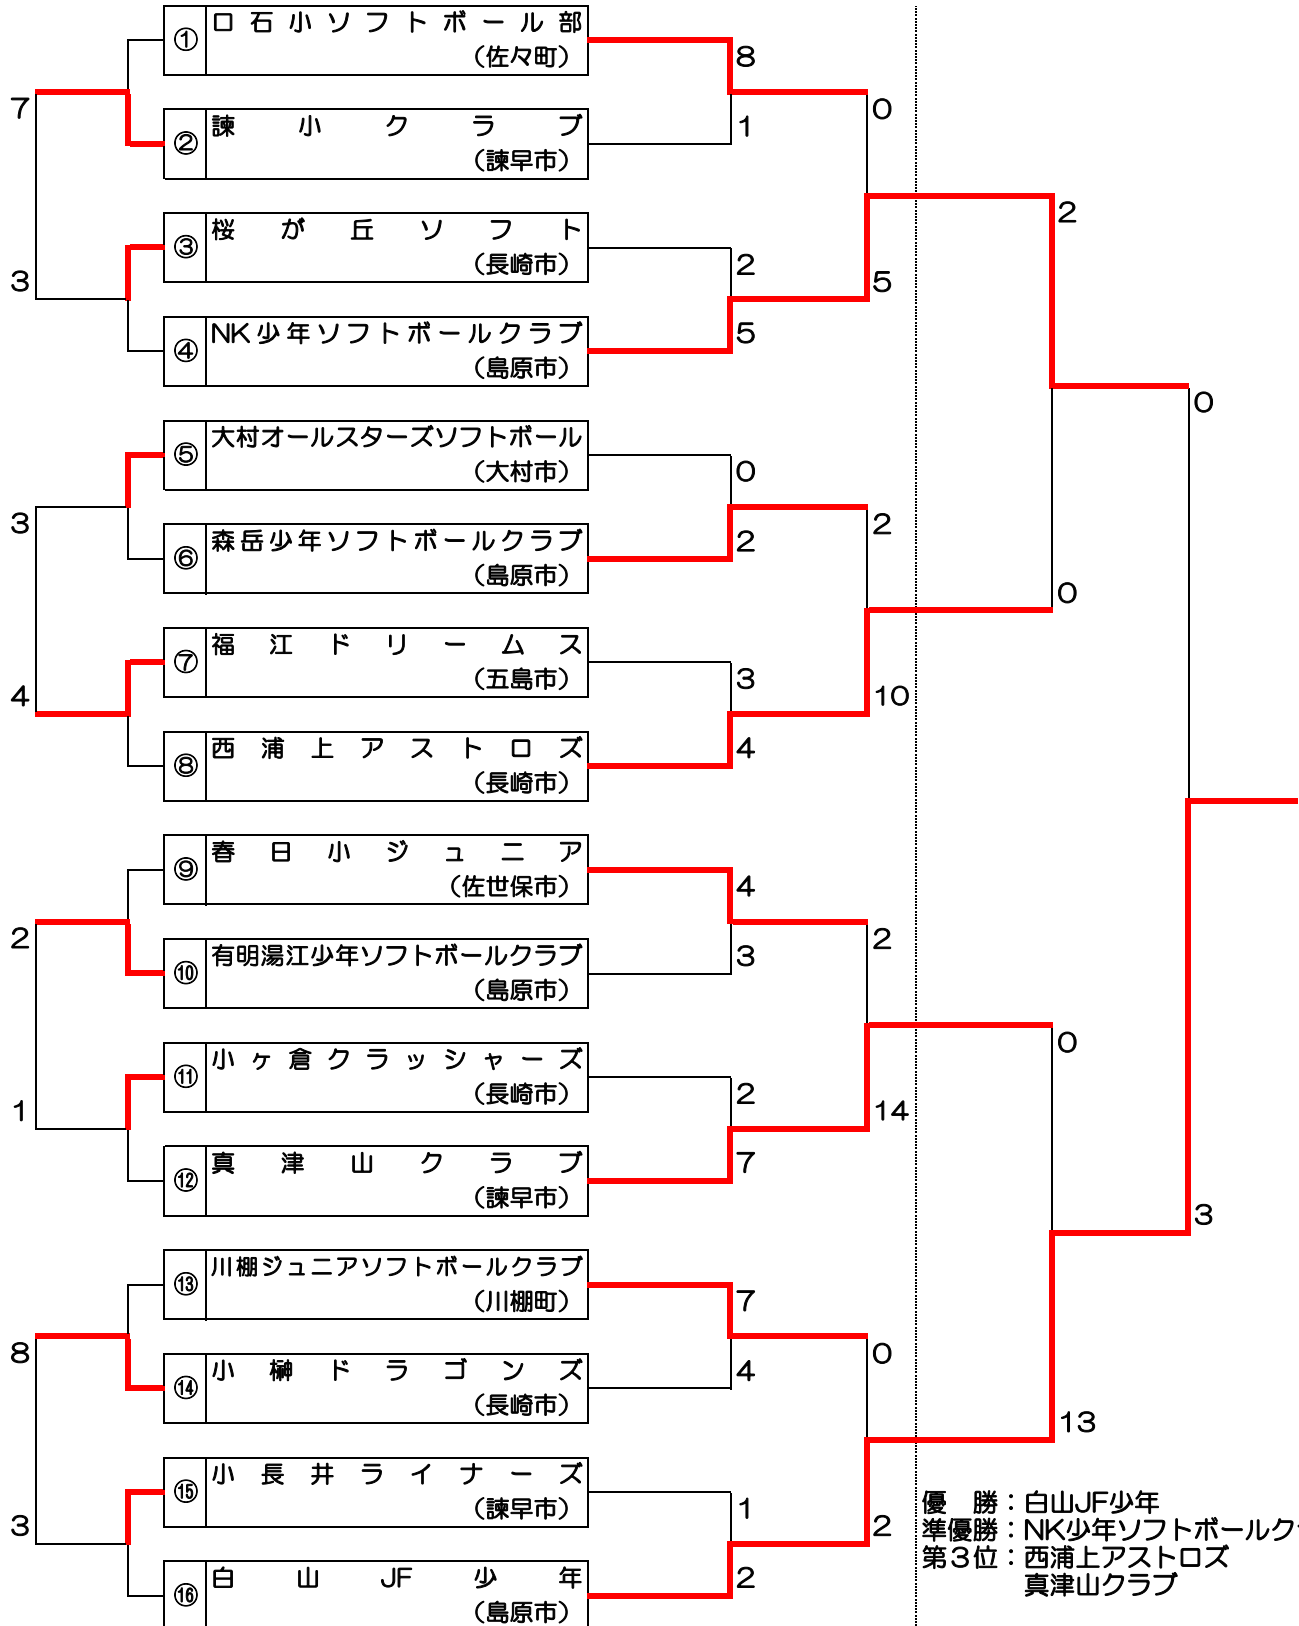 ① 口石小ソフトボール部
（佐々町）
8
7
0
② 諫小クラブ
1
（諫早市）
2
③ 桜が丘ソフト
（長崎市）
2
3
5
④ NK少年ソフトボールクラブ
5
（島原市）
0
⑤ 大村オールスターズソフトボール
（大村市）
0
3
2
⑥ 森岳少年ソフトボールクラブ
2
（島原市）
0
⑦ 福江ドリームス
（五島市）
3
4
10
⑧ 西浦上アストロズ
4
（長崎市）
⑨ 春日小ジュニア
（佐世保市）
4
2
2
⑩ 有明湯江少年ソフトボールクラブ
3
（島原市）
0
⑪ 小ヶ倉クラッシャーズ
（長崎市）
2
1
14
⑫ 真津山クラブ
7
（諫早市）
3
⑬ 川棚ジュニアソフトボールクラブ
（川棚町）
7
8
0
⑭ 小榊ドラゴンズ
4
（長崎市）
13
⑮ 小長井ライナーズ
（諫早市）
1
3
2
⑯ 白山JF少年
2
（島原市）
優　勝：白山JF少年
準優勝：NK少年ソフトボールク
第３位：西浦上アストロズ
真津山クラブ